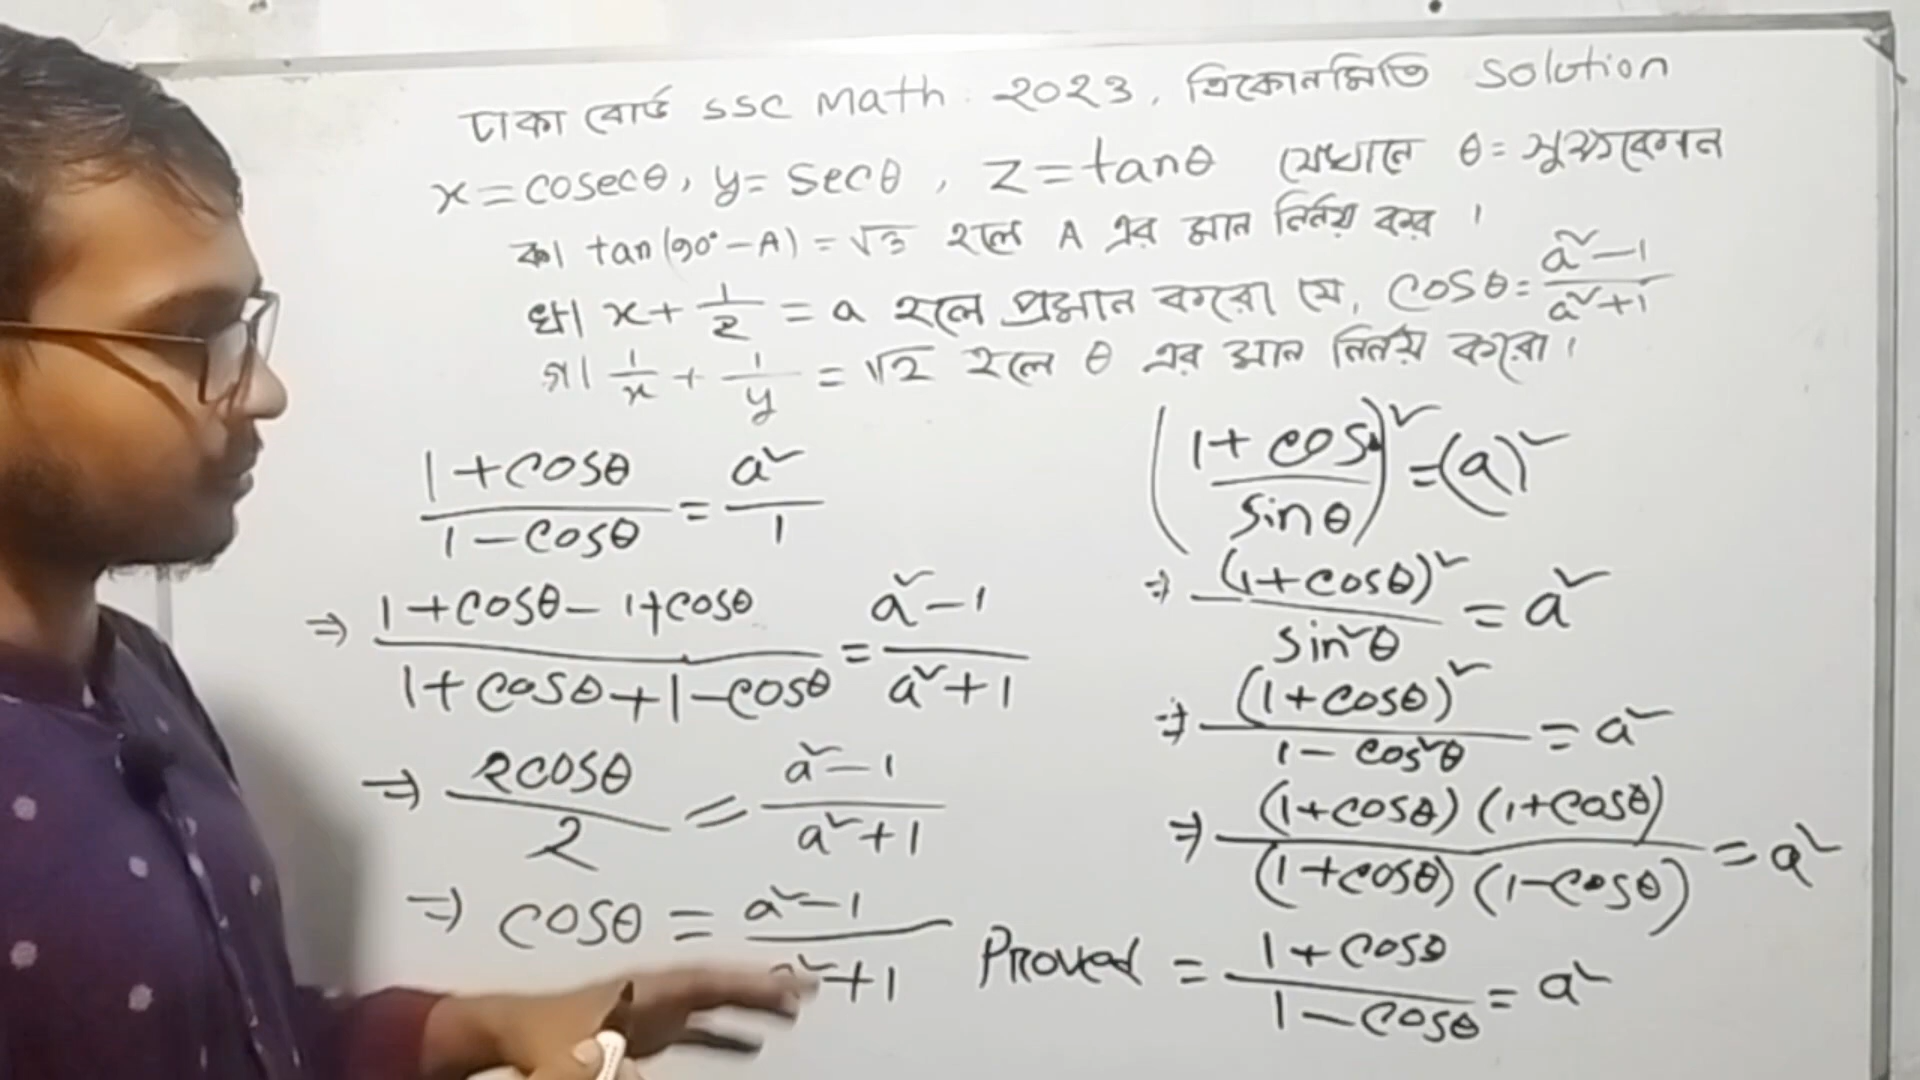 ঢাকা বোর্ড SSC Math : 2023, ত্রিকোনমিতি Solution
x = cosecθ, y = secθ, z = tanθ যেখানে θ = সূক্ষ্মকোন
ক। tan(90° - A) = √3 হলে A এর মান নির্নয় কর।
খ। x + 1/z = a হলে প্রমান করো যে, cosθ = (a² - 1)/(a² + 1)
গ। 1/x + 1/y = √2 হলে θ এর মান নির্নয় করো।
(1 + cosθ)/(1 - cosθ) = a²/1
⇒ (1 + cosθ - 1 + cosθ)/(1 + cosθ + 1 - cosθ) = (a² - 1)/(a² + 1)
⇒ 2cosθ/2 = (a² - 1)/(a² + 1)
⇒ cosθ = (a² - 1)/(a² + 1) Proved
((1 + cosθ)/sinθ)² = (a)²
⇒ (1 + cosθ)²/sin²θ = a²
⇒ (1 + cosθ)²/(1 - cos²θ) = a²
⇒ (1 + cosθ)(1 + cosθ)/(1 + cosθ)(1 - cosθ) = a²
= (1 + cosθ)/(1 - cosθ) = a²